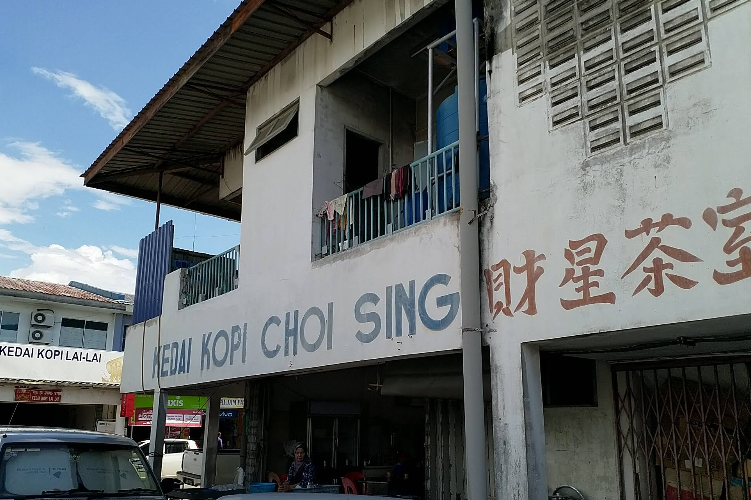 KEDAI KOPI CHOI SING
財星茶室
KEDAI KOPI LAI-LAI